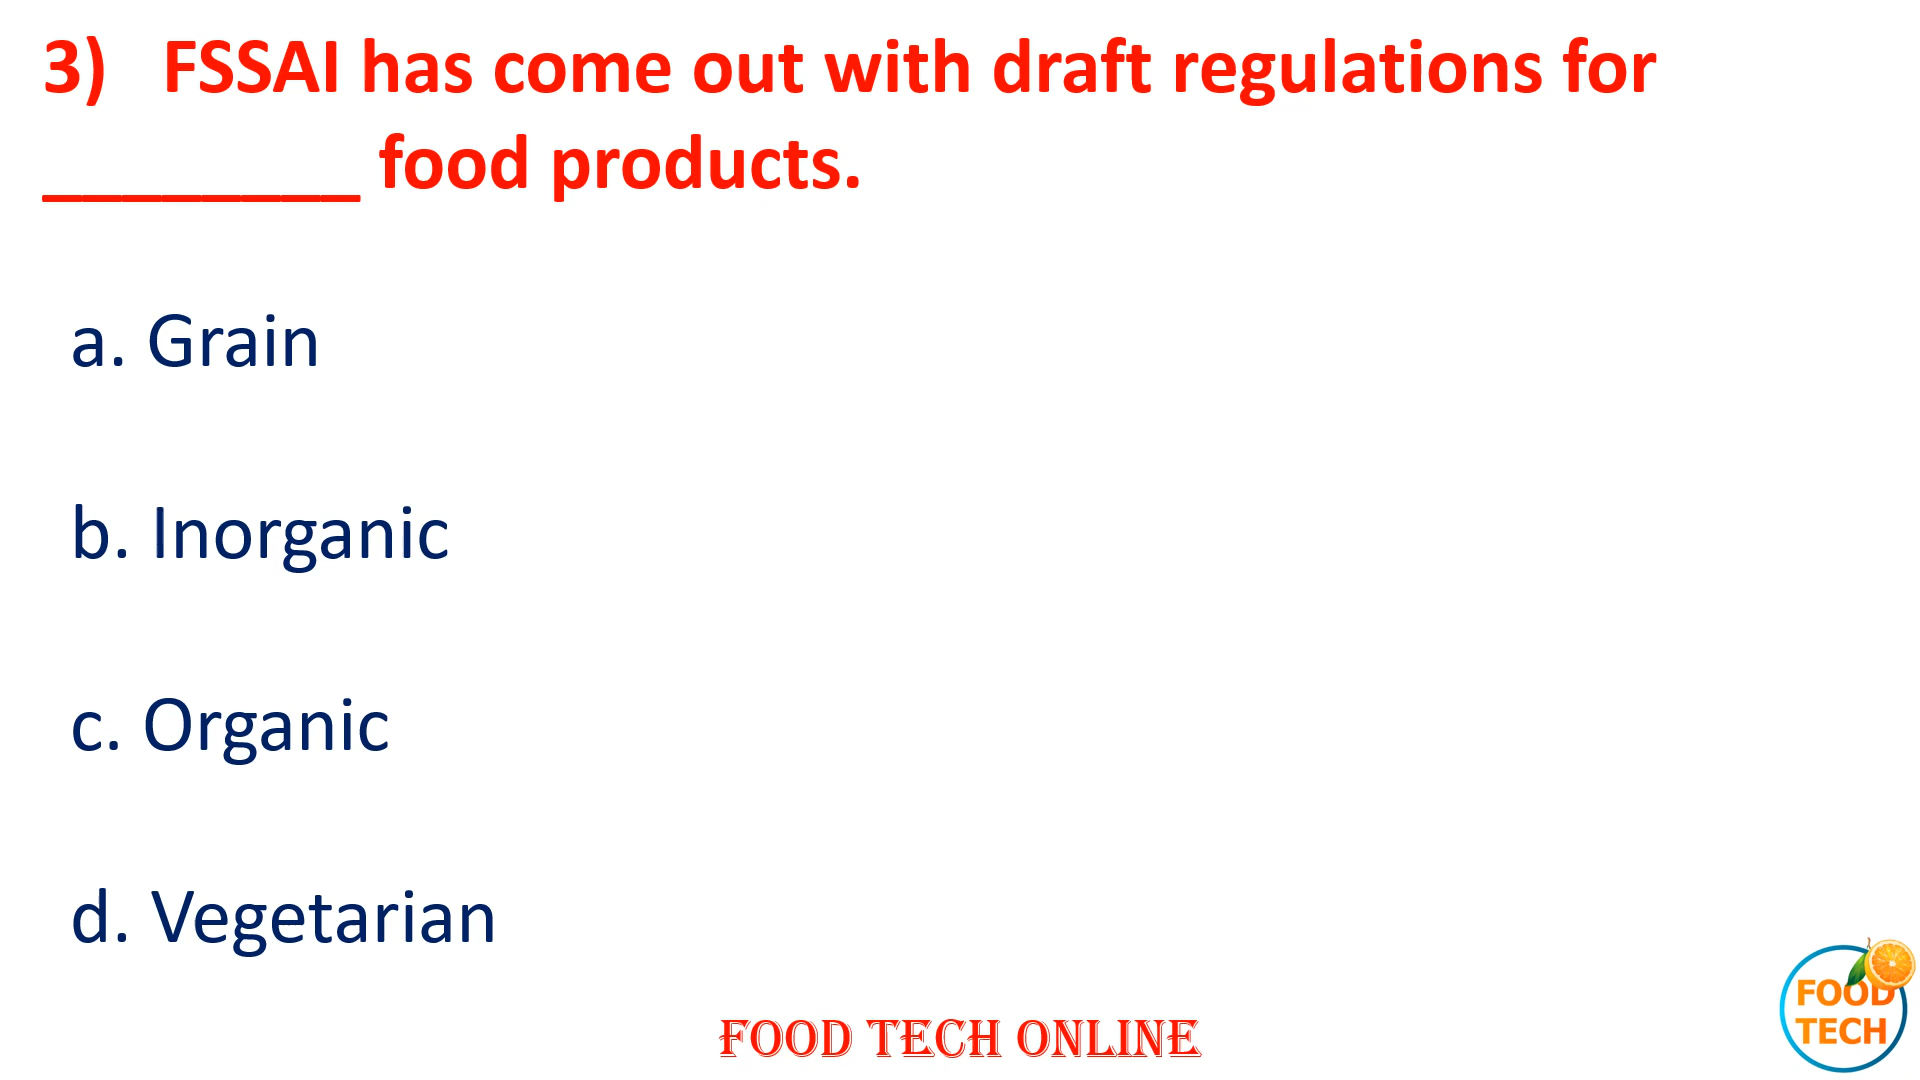 3) FSSAI has come out with draft regulations for
________ food products.
a. Grain
b. Inorganic
c. Organic
d. Vegetarian
FOOD TECH ONLINE
FOOD
TECH